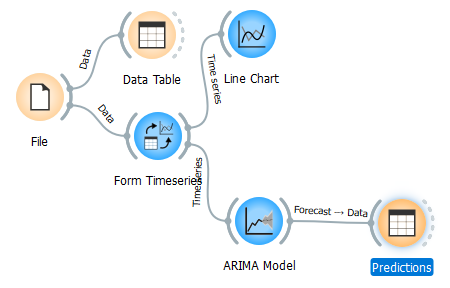 Data
Data Table
Time series
Line Chart
File
Data
Form Timeseries
Timeseries
ARIMA Model
Forecast → Data
Predictions